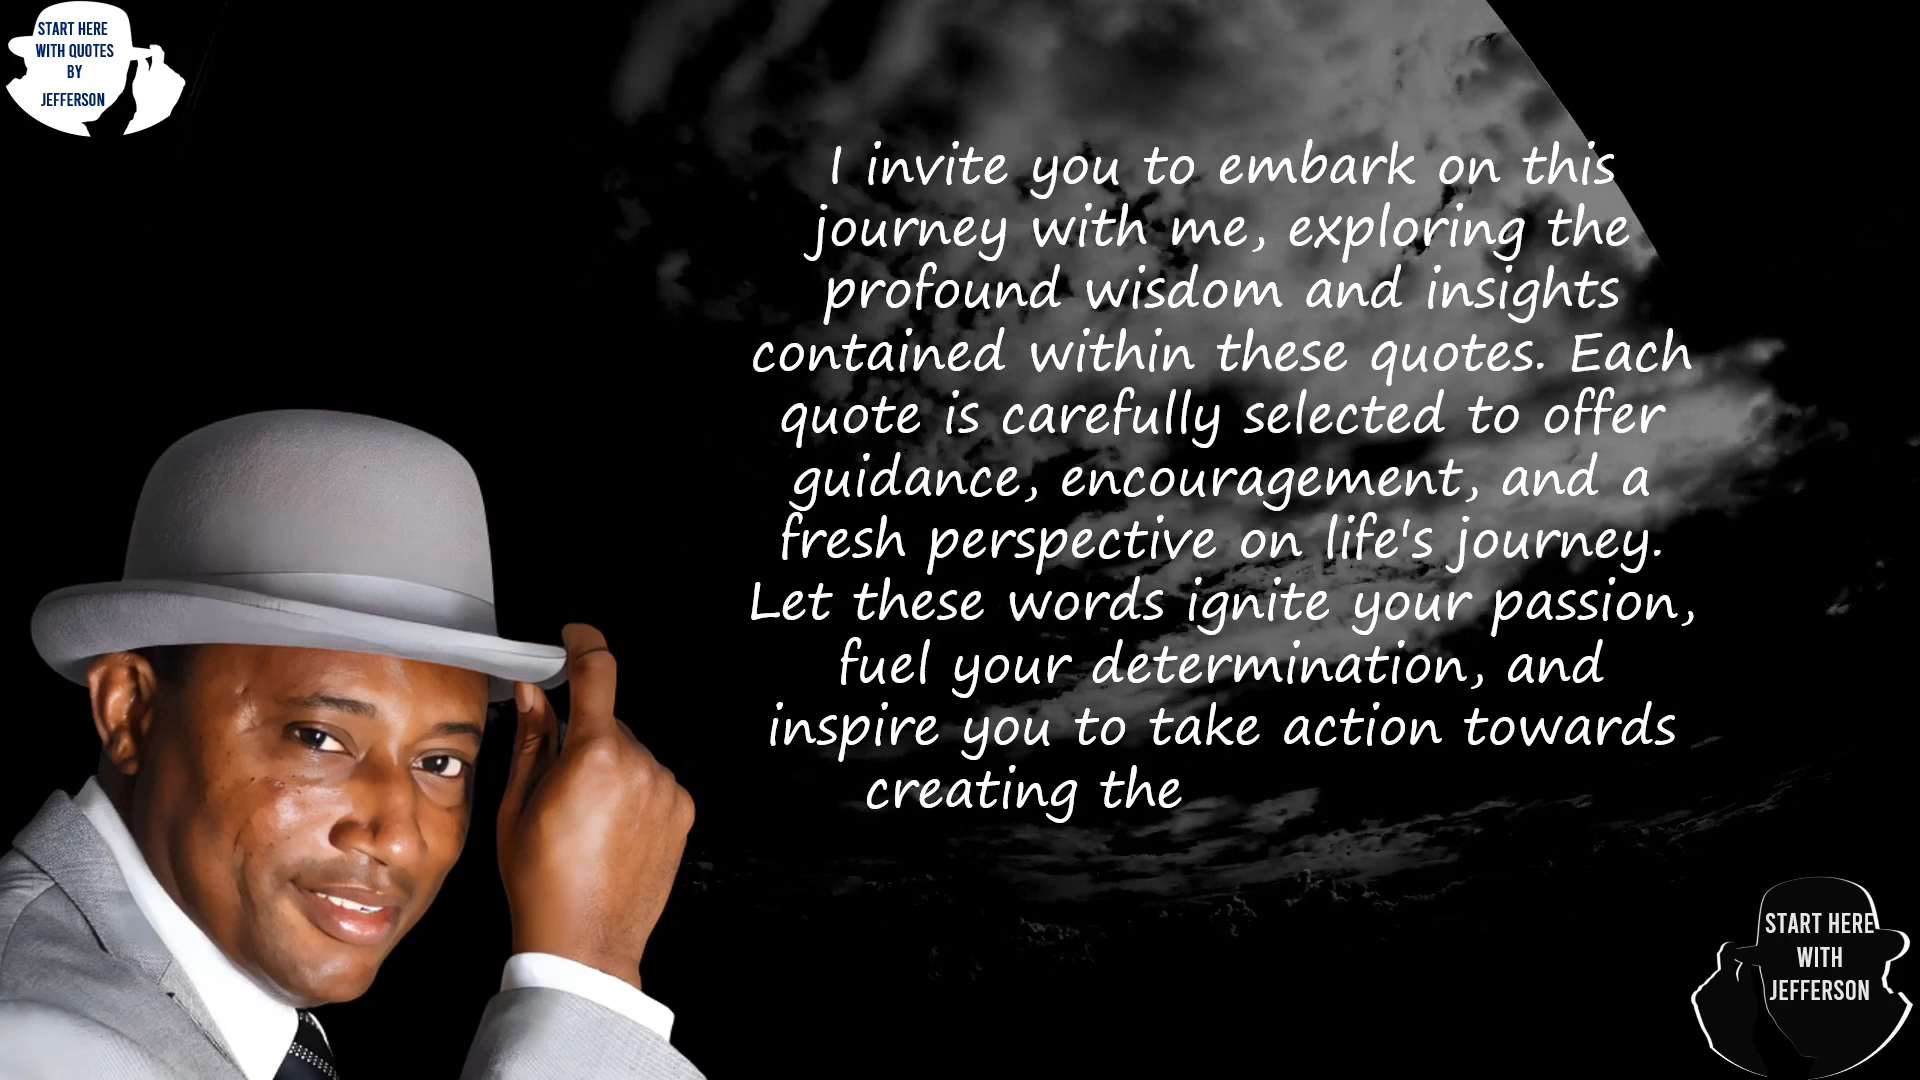 START HERE
WITH QUOTES
BY
JEFFERSON
I invite you to embark on this
journey with me, exploring the
profound wisdom and insights
contained within these quotes. Each
quote is carefully selected to offer
guidance, encouragement, and a
fresh perspective on life's journey.
Let these words ignite your passion,
fuel your determination, and
inspire you to take action towards
creating the
START HERE
WITH
JEFFERSON